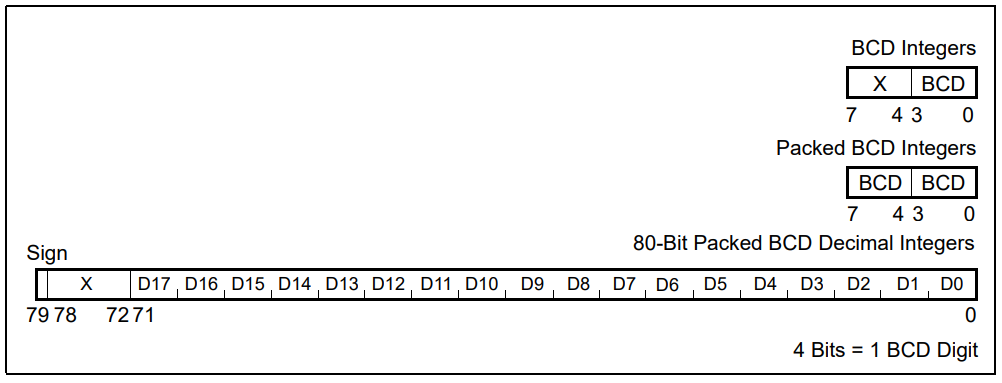 BCD Integers
X BCD
7 4 3 0
Packed BCD Integers
BCD BCD
7 4 3 0
80-Bit Packed BCD Decimal Integers
Sign
X D17 D16 D15 D14 D13 D12 D11 D10 D9 D8 D7 D6 D5 D4 D3 D2 D1 D0
79 78 72 71 0
4 Bits = 1 BCD Digit